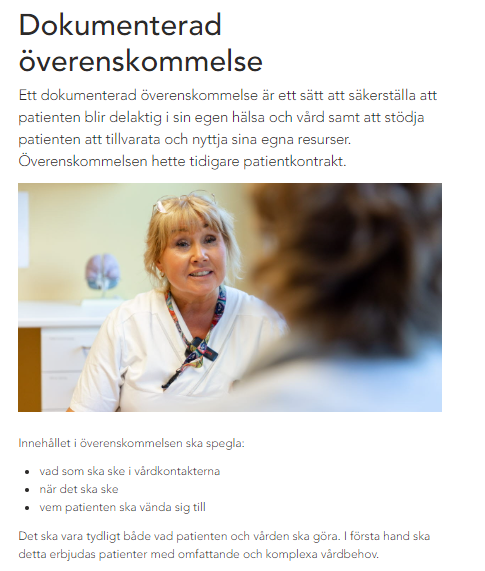 Dokumenterad
överenskommelse
Ett dokumenterad överenskommelse är ett sätt att säkerställa att
patienten blir delaktig i sin egen hälsa och vård samt att stödja
patienten att tillvarata och nyttja sina egna resurser.
Överenskommelsen hette tidigare patientkontrakt.
Innehållet i överenskommelsen ska spegla:
• vad som ska ske i vårdkontakterna
• när det ska ske
• vem patienten ska vända sig till
Det ska vara tydligt både vad patienten och vården ska göra. I första hand ska
detta erbjudas patienter med omfattande och komplexa vårdbehov.